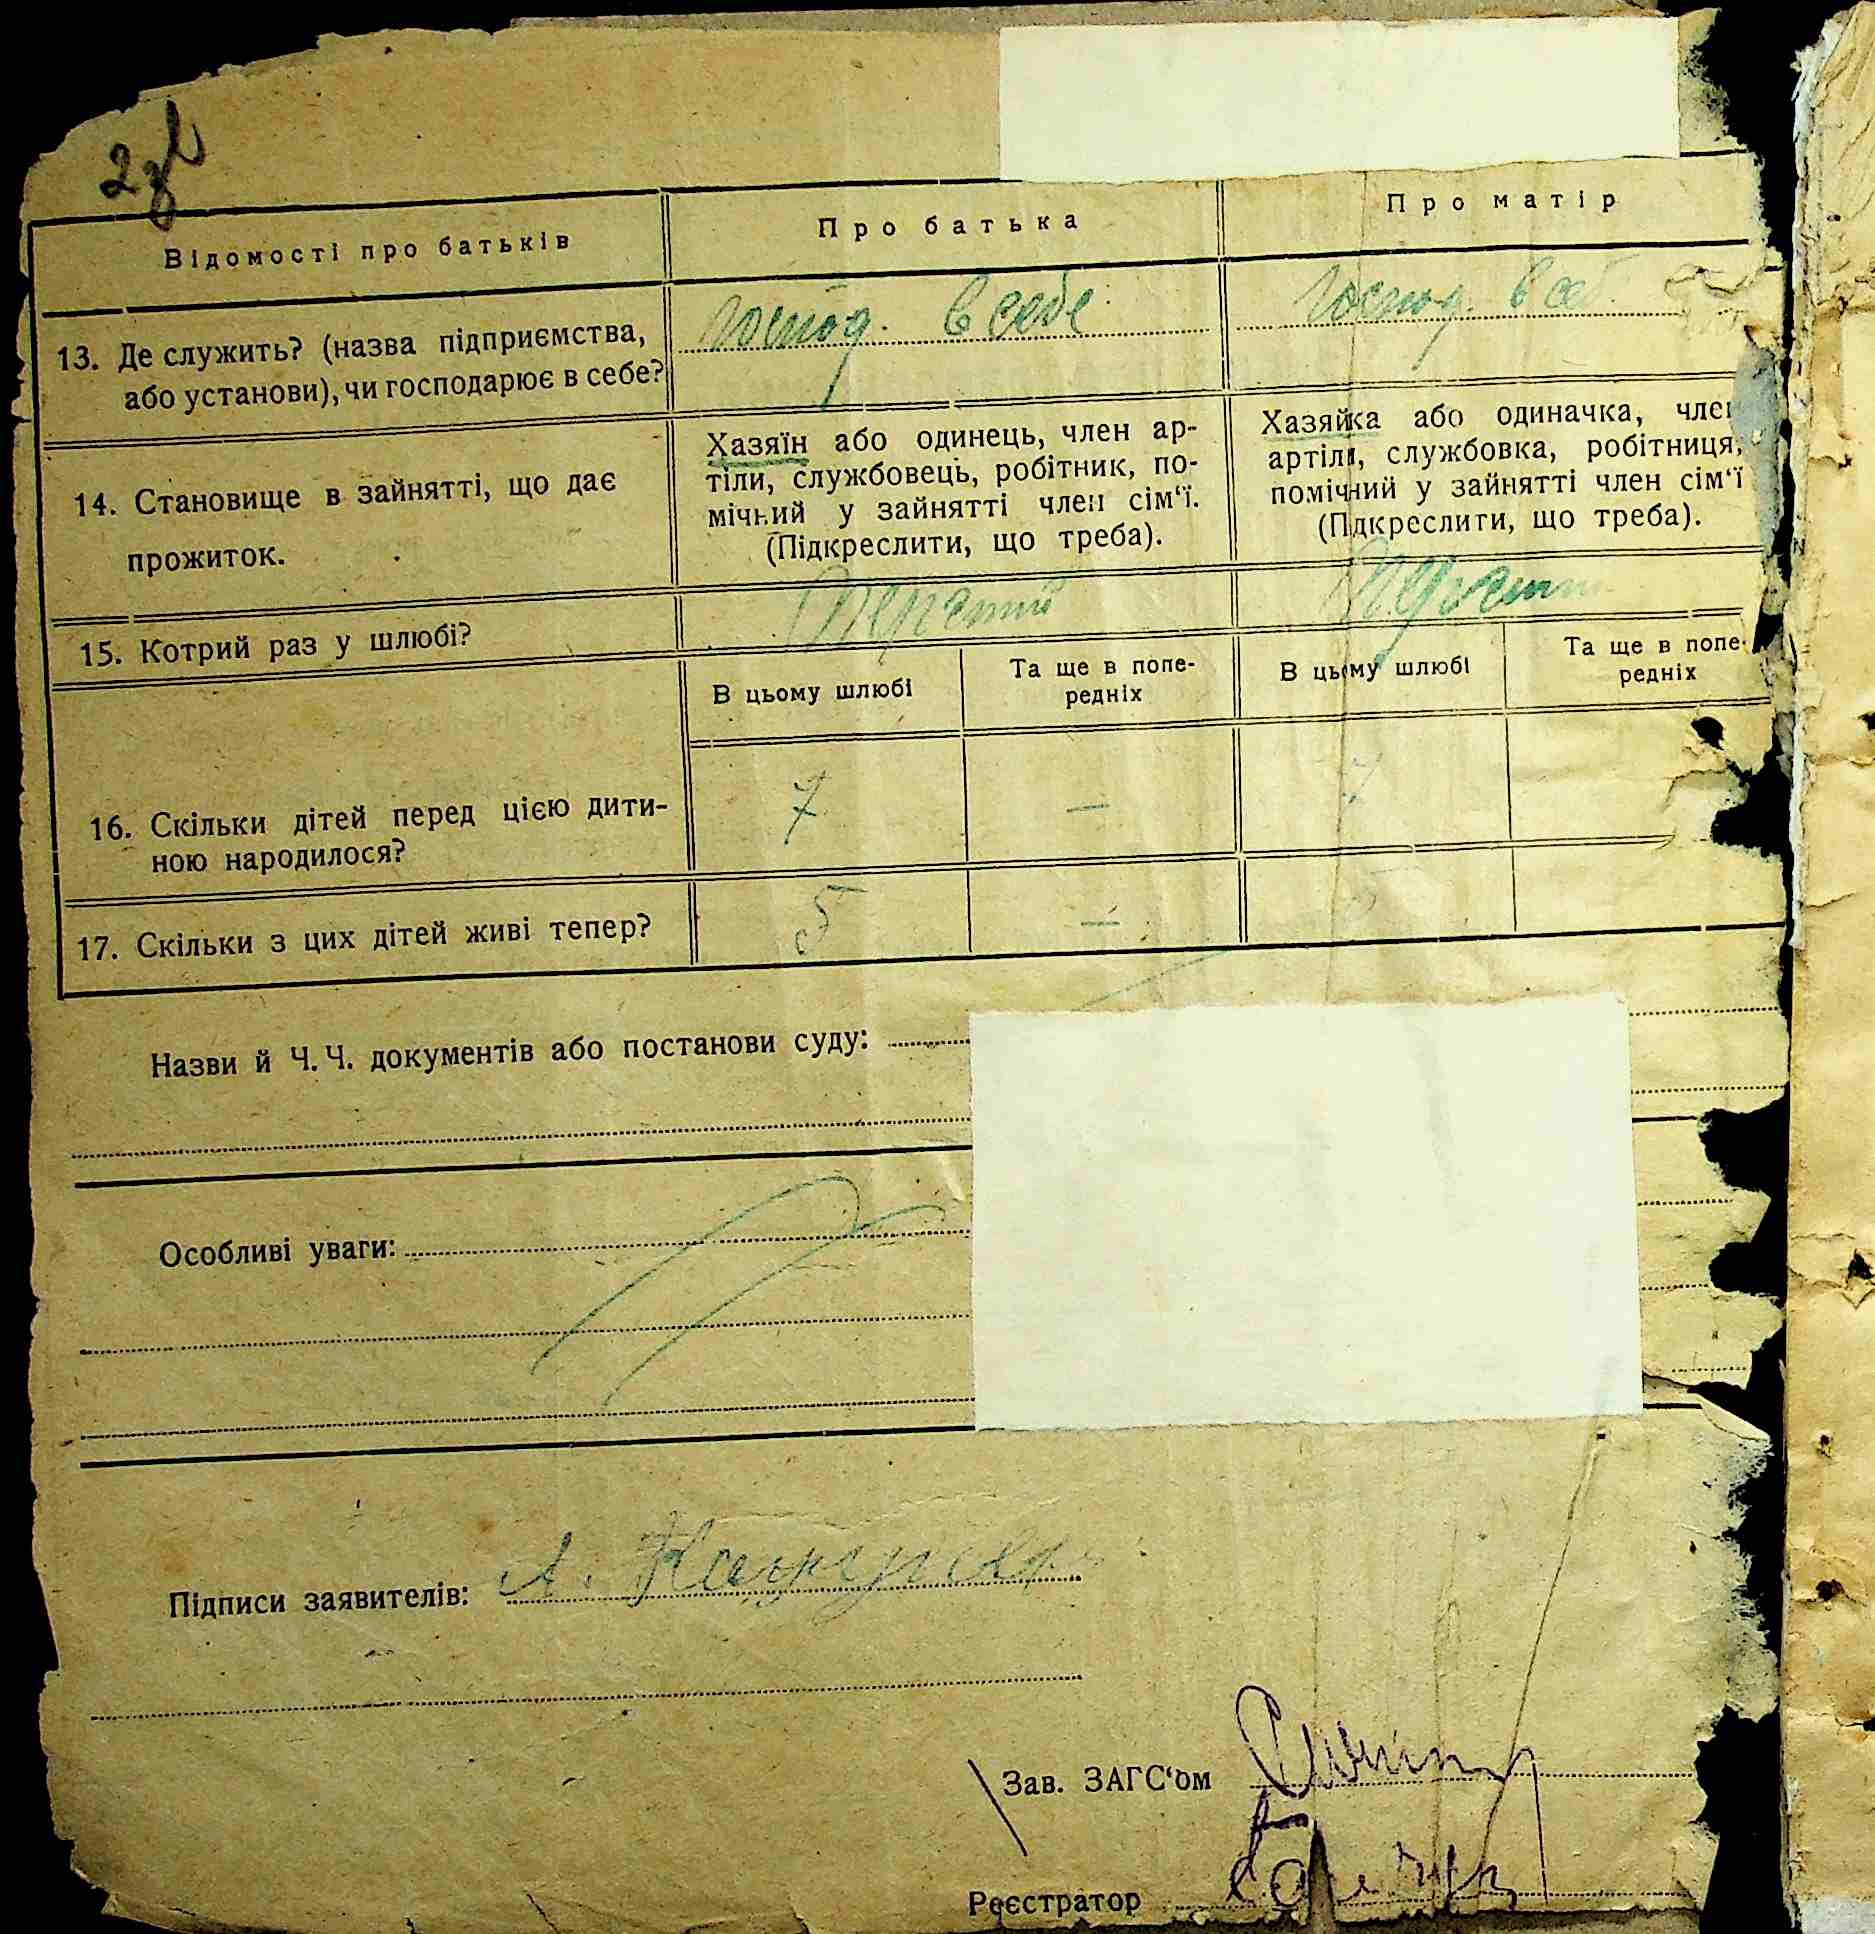 Відомості про батьків
Про батька
Про матір
13. Де служить? (назва підприємства,
або установи), чи господарює в себе?
господ. в себе
господ. в себ
14. Становище в зайнятті, що дає
прожиток.
Хазяїн або одинець, член ар-
тіли, службовець, робітник, по-
мічний у зайнятті член сім‘ї.
(Підкреслити, що треба).
Хазяйка або одиначка, член
артіли, службовка, робітниця,
помічний у зайнятті член сім‘ї
(Підкреслити, що треба).
15. Котрий раз у шлюбі?
Перший
В цьому шлюбі
Та ще в попе-
редніх
В цьому шлюбі
Та ще в попе-
редніх
16. Скільки дітей перед цією дити-
ною народилося?
7
—
7
17. Скільки з цих дітей живі тепер?
5
—
5
Назви й Ч. Ч. документів або постанови суду:
Особливі уваги:
Підписи заявителів:
Зав. ЗАГС‘ом
Реєстратор